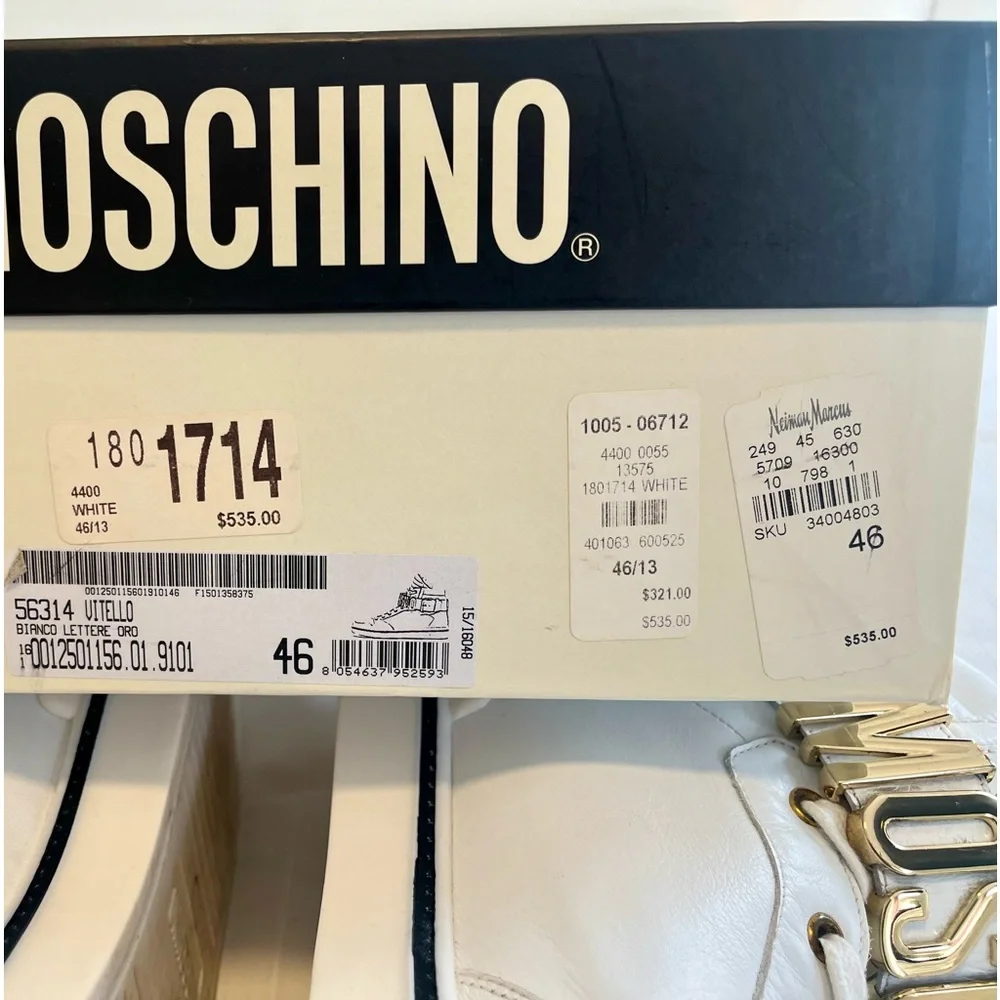 OSCHINO®
180 1714
4400
WHITE
46/13
$535.00
1005 - 06712
4400 0055
13575
1801714 WHITE
401063 600525
46/13
$321.00
$535.00
Neiman Marcus
249 45 630
5709 16300
10 798 1
SKU 34004803
46
$535.00
001250115601910146 F1501358375
56314 VITELLO
BIANCO LETTERE ORO
16 i 0012501156.01.9101
46
8 054637 952593
15/16048
M
O
S